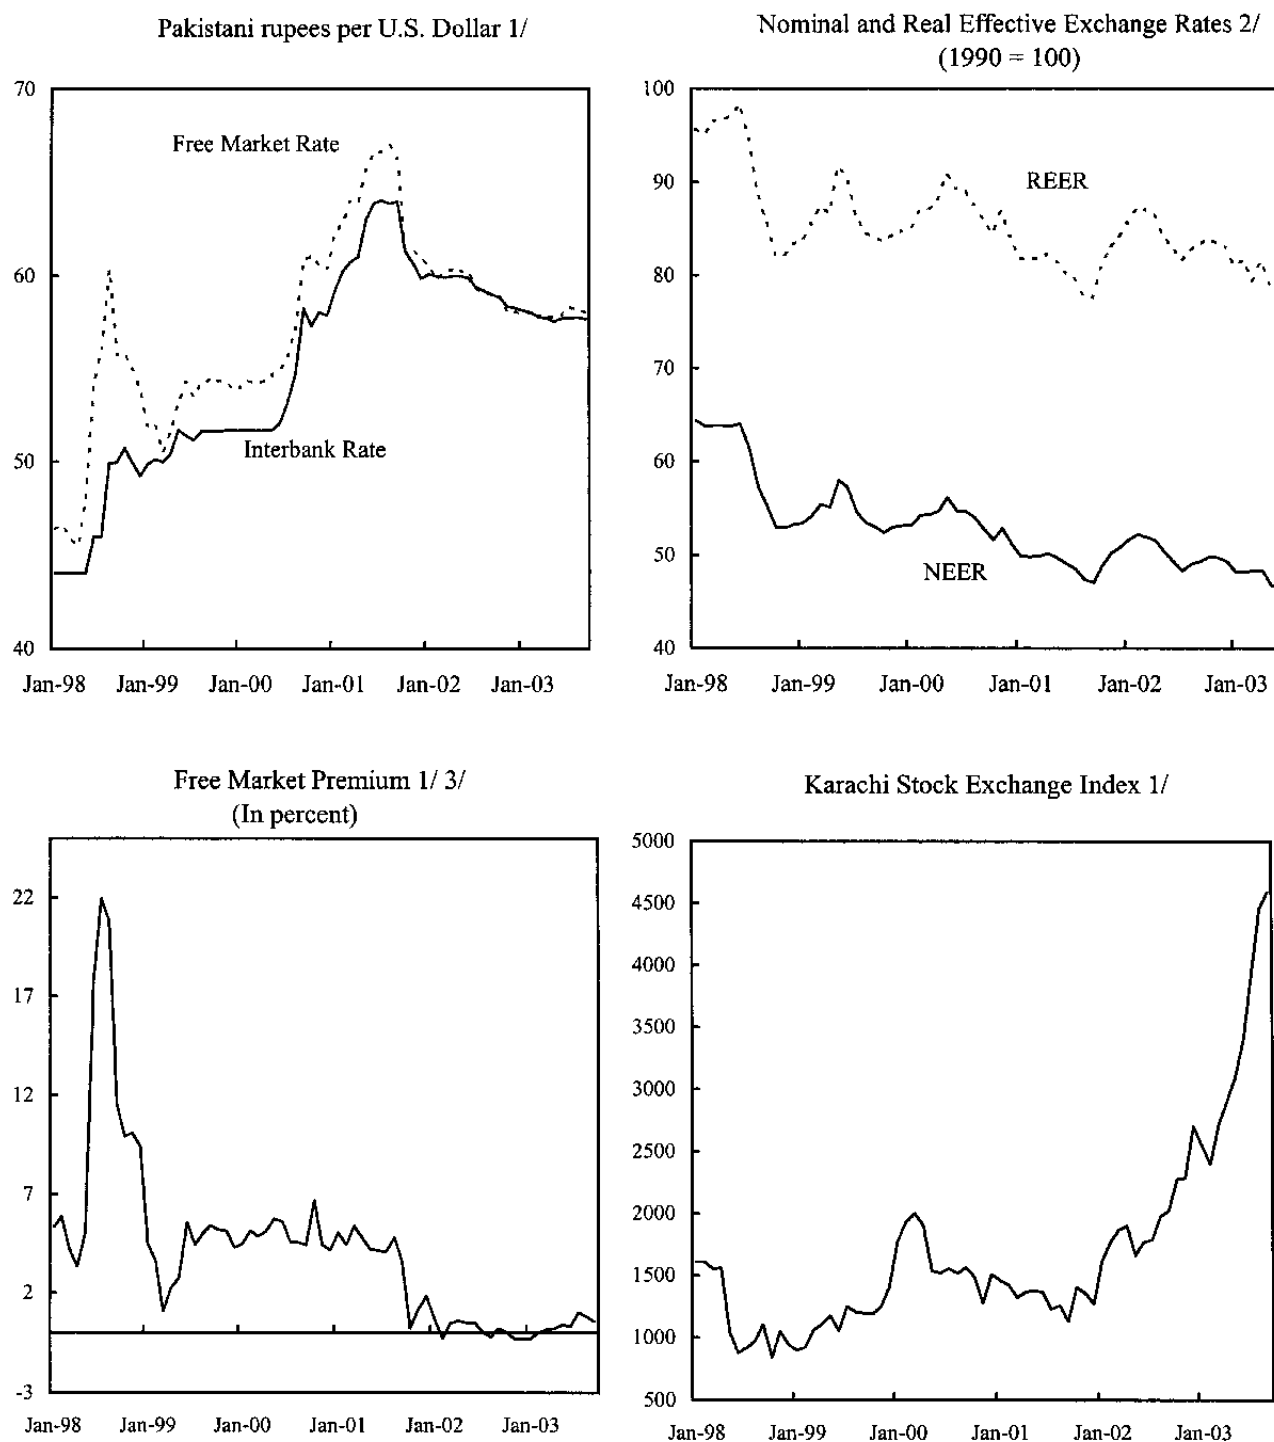 Pakistani rupees per U.S. Dollar 1/
70
60
50
40
Free Market Rate
Interbank Rate
Jan-98 Jan-99 Jan-00 Jan-01 Jan-02 Jan-03
Nominal and Real Effective Exchange Rates 2/
(1990 = 100)
100
90
80
70
60
50
40
REER
NEER
Jan-98 Jan-99 Jan-00 Jan-01 Jan-02 Jan-03
Free Market Premium 1/ 3/
(In percent)
22
17
12
7
2
-3
Jan-98 Jan-99 Jan-00 Jan-01 Jan-02 Jan-03
Karachi Stock Exchange Index 1/
5000
4500
4000
3500
3000
2500
2000
1500
1000
500
Jan-98 Jan-99 Jan-00 Jan-01 Jan-02 Jan-03